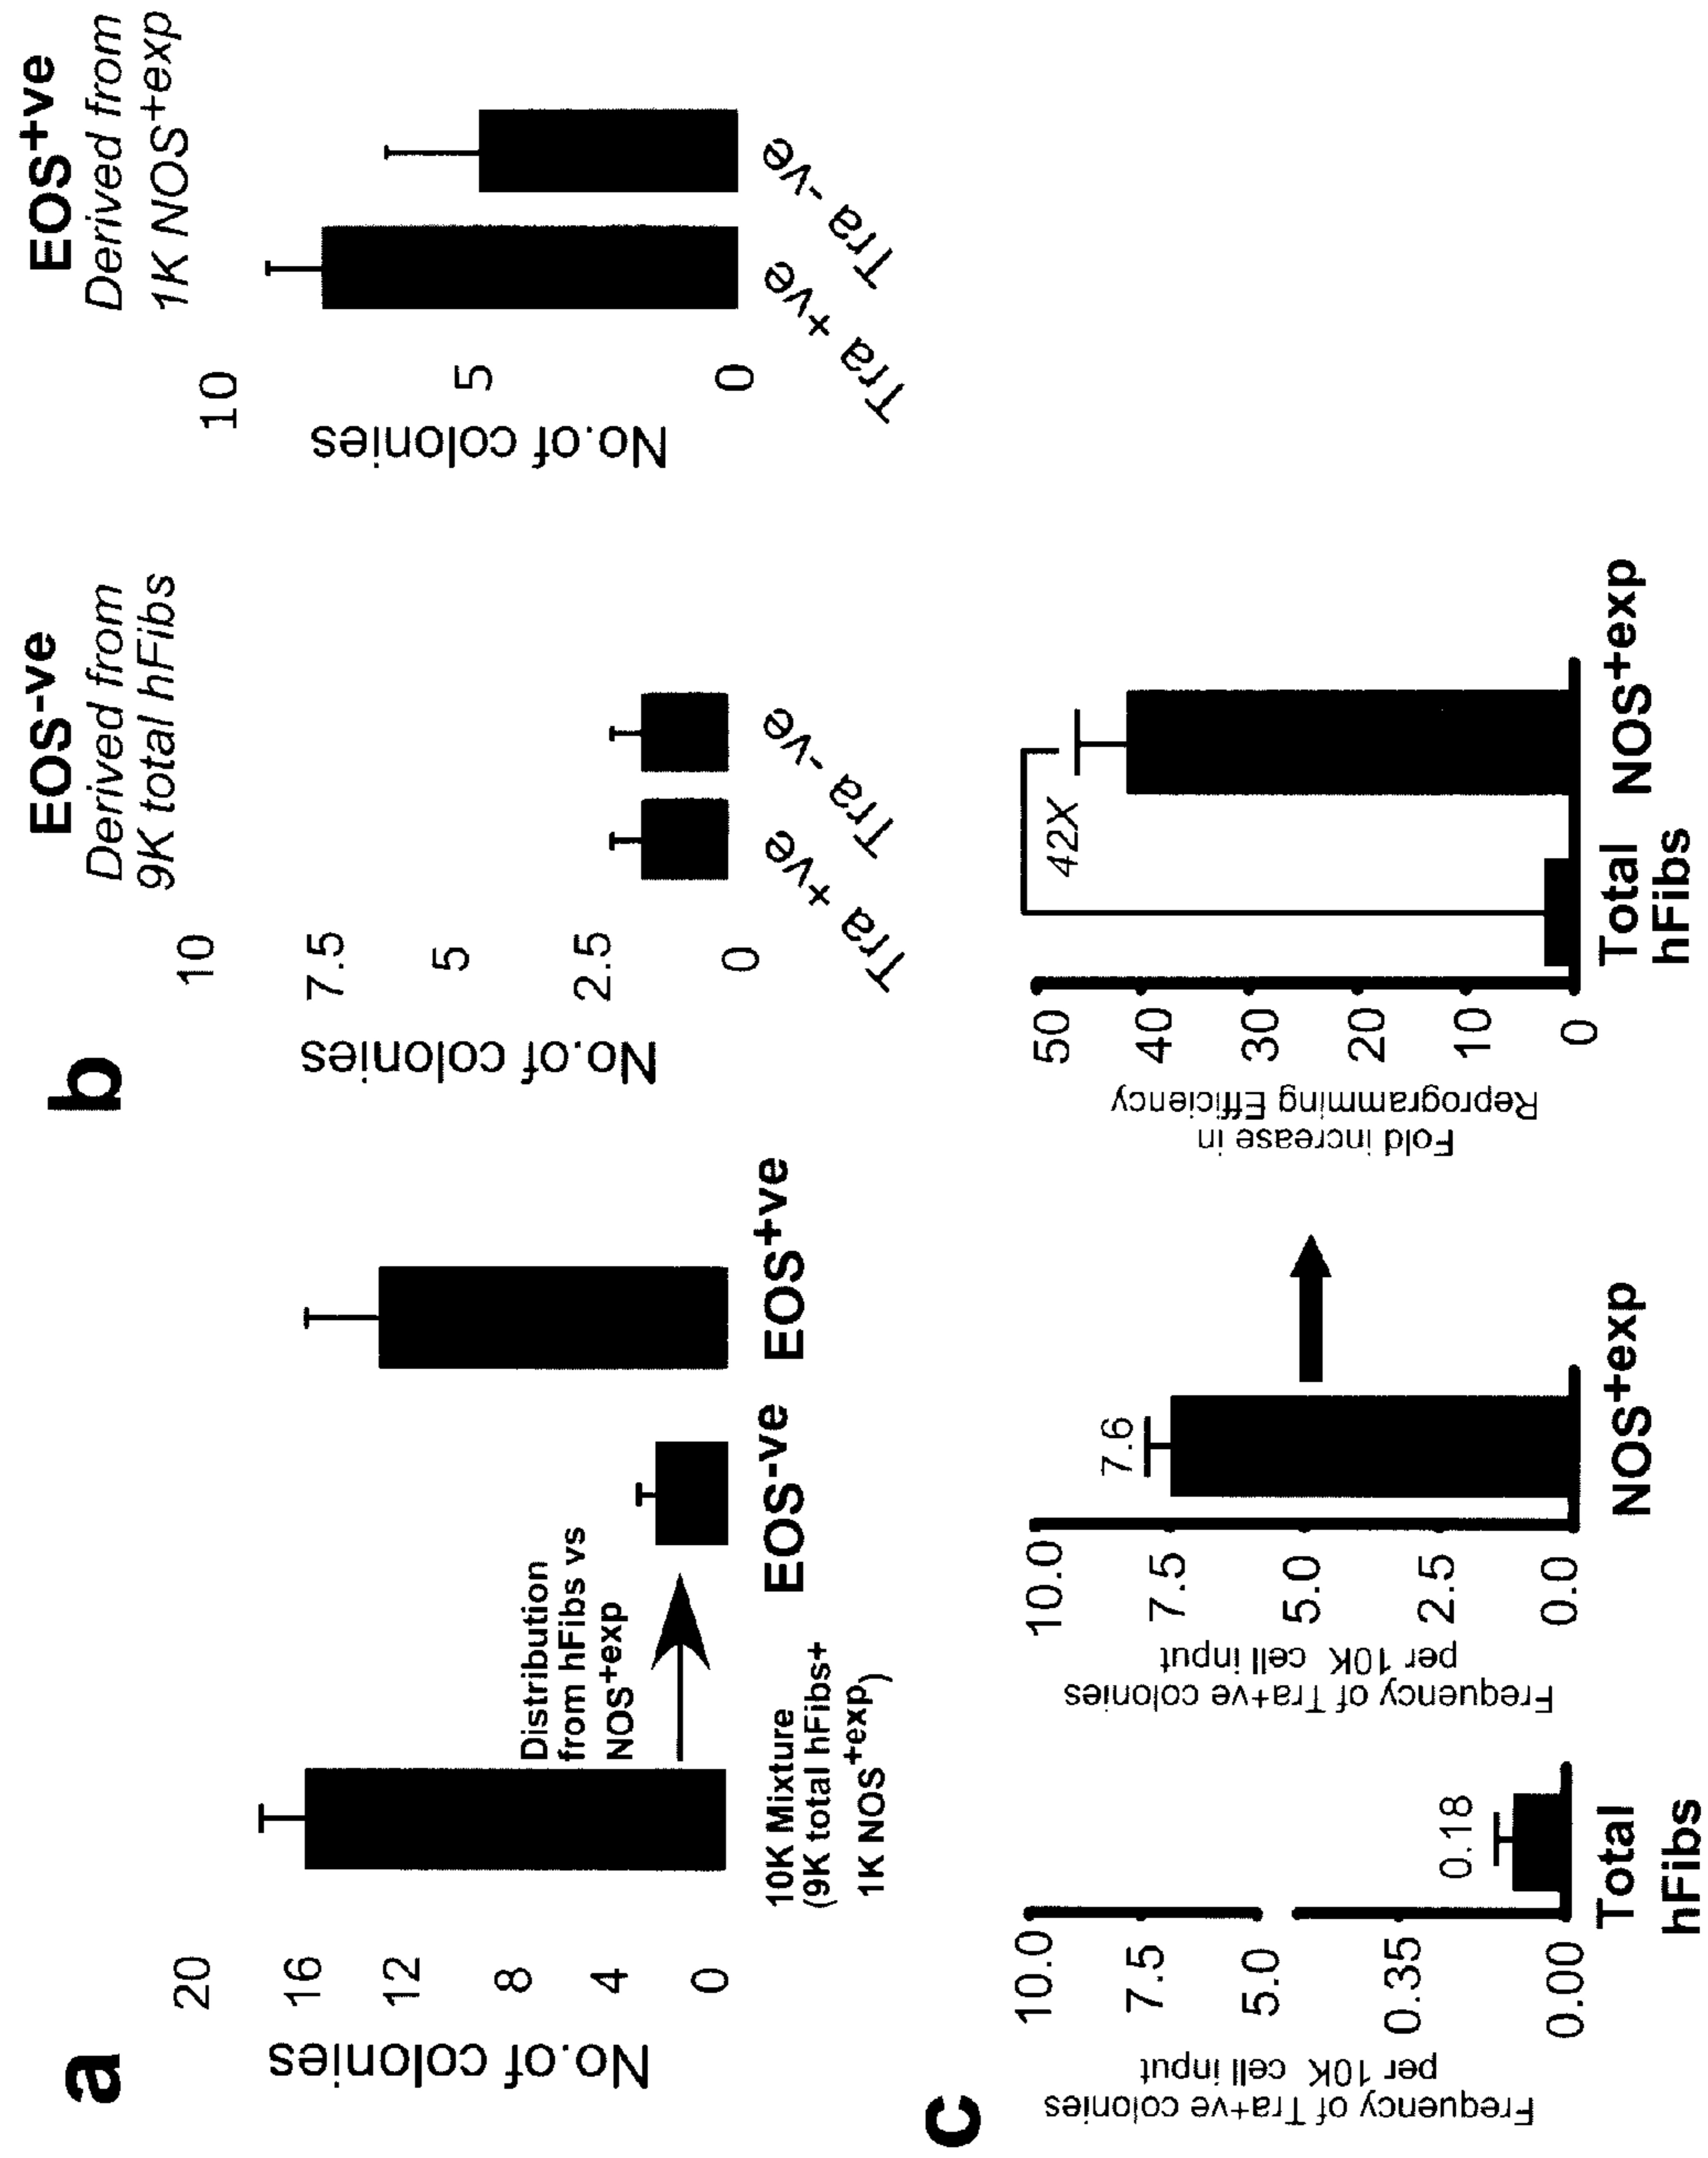 a
No.of colonies
20
16
12
8
4
0
10K Mixture
(9K total hFibs+
1K NOS+exp)
Distribution
from hFibs vs
NOS+exp
EOS-ve
EOS+ve
b
EOS-ve
Derived from
9K total hFibs
No.of colonies
10
7.5
5
2.5
0
Tra +ve
Tra -ve
EOS+ve
Derived from
1K NOS+exp
No.of colonies
10
5
0
Tra +ve
Tra -ve
c
Frequency of Tra+ve colonies
per 10K cell input
10.0
7.5
5.0
0.35
0.00
0.18
Total
hFibs
Frequency of Tra+ve colonies
per 10K cell input
10.0
7.5
5.0
2.5
0.0
7.6
NOS+exp
Fold increase in
Reprogramming Efficiency
50
40
30
20
10
0
42X
Total
hFibs
NOS+exp